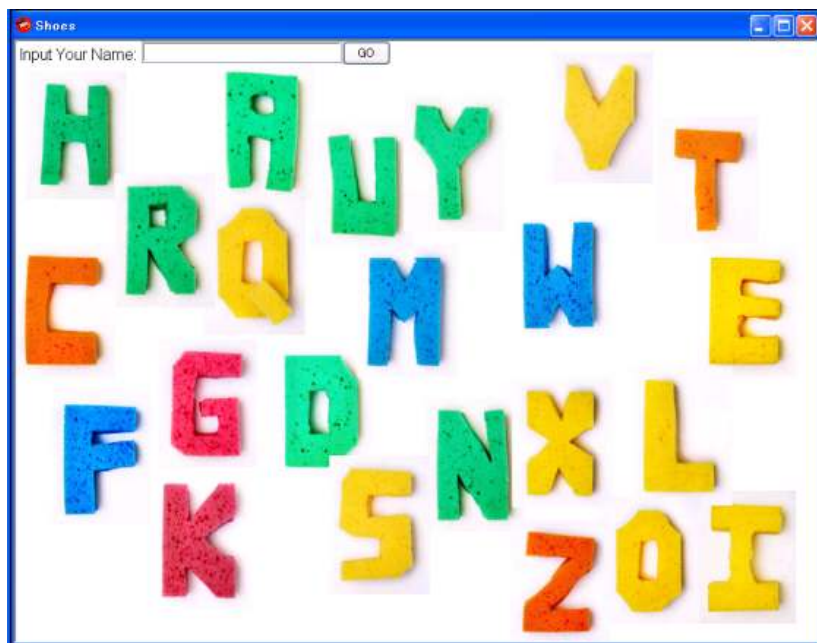 Shoes
Input Your Name: GO
H A U Y V T
R Q M W E
C
G D X L
F N
K S
Z O I